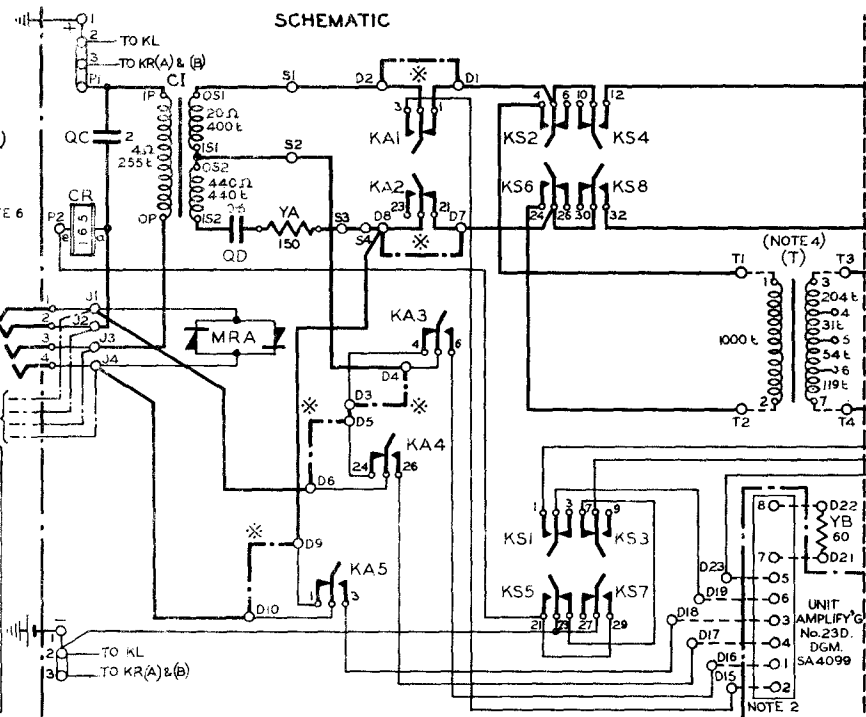 SCHEMATIC
1
+
2 TO KL
3 TO KR(A) & (B)
P1
CI
S1
D2
※
D1
IP
OS1
3
1
4 6 10 12
20Ω
400t
QC
2
KA1
KS2
KS4
4Ω
255t
IS1
S2
OS2
440Ω
440t
KA2
KS6
KS8
CR
TE 6
P2
165
e
a
OP
IS2
YA
150
QD
S3
S4
D8
23
21
D7
※
24 26 30 32
(NOTE 4)
(T)
T1
T3
1
J1
2
J2
3
J3
4
J4
MRA
KA3
4
6
D4
1
3
204t
4
31t
5
54t
6
119t
1000t
2
7
T2
T4
D3
※
※
D5
KA4
24
26
D6
※
D9
KA5
1
3
D10
1 3 7 9
KS1
KS3
KS5
KS7
21 23 27 29
8
D22
YB
60
7
D21
D23
5
D19
6
D18
3
D17
4
D16
1
D15
2
UNIT
AMPLIFY'G
No.23D.
DGM.
SA4099
NOTE 2
–
1
2 TO KL
3 TO KR(A) & (B)